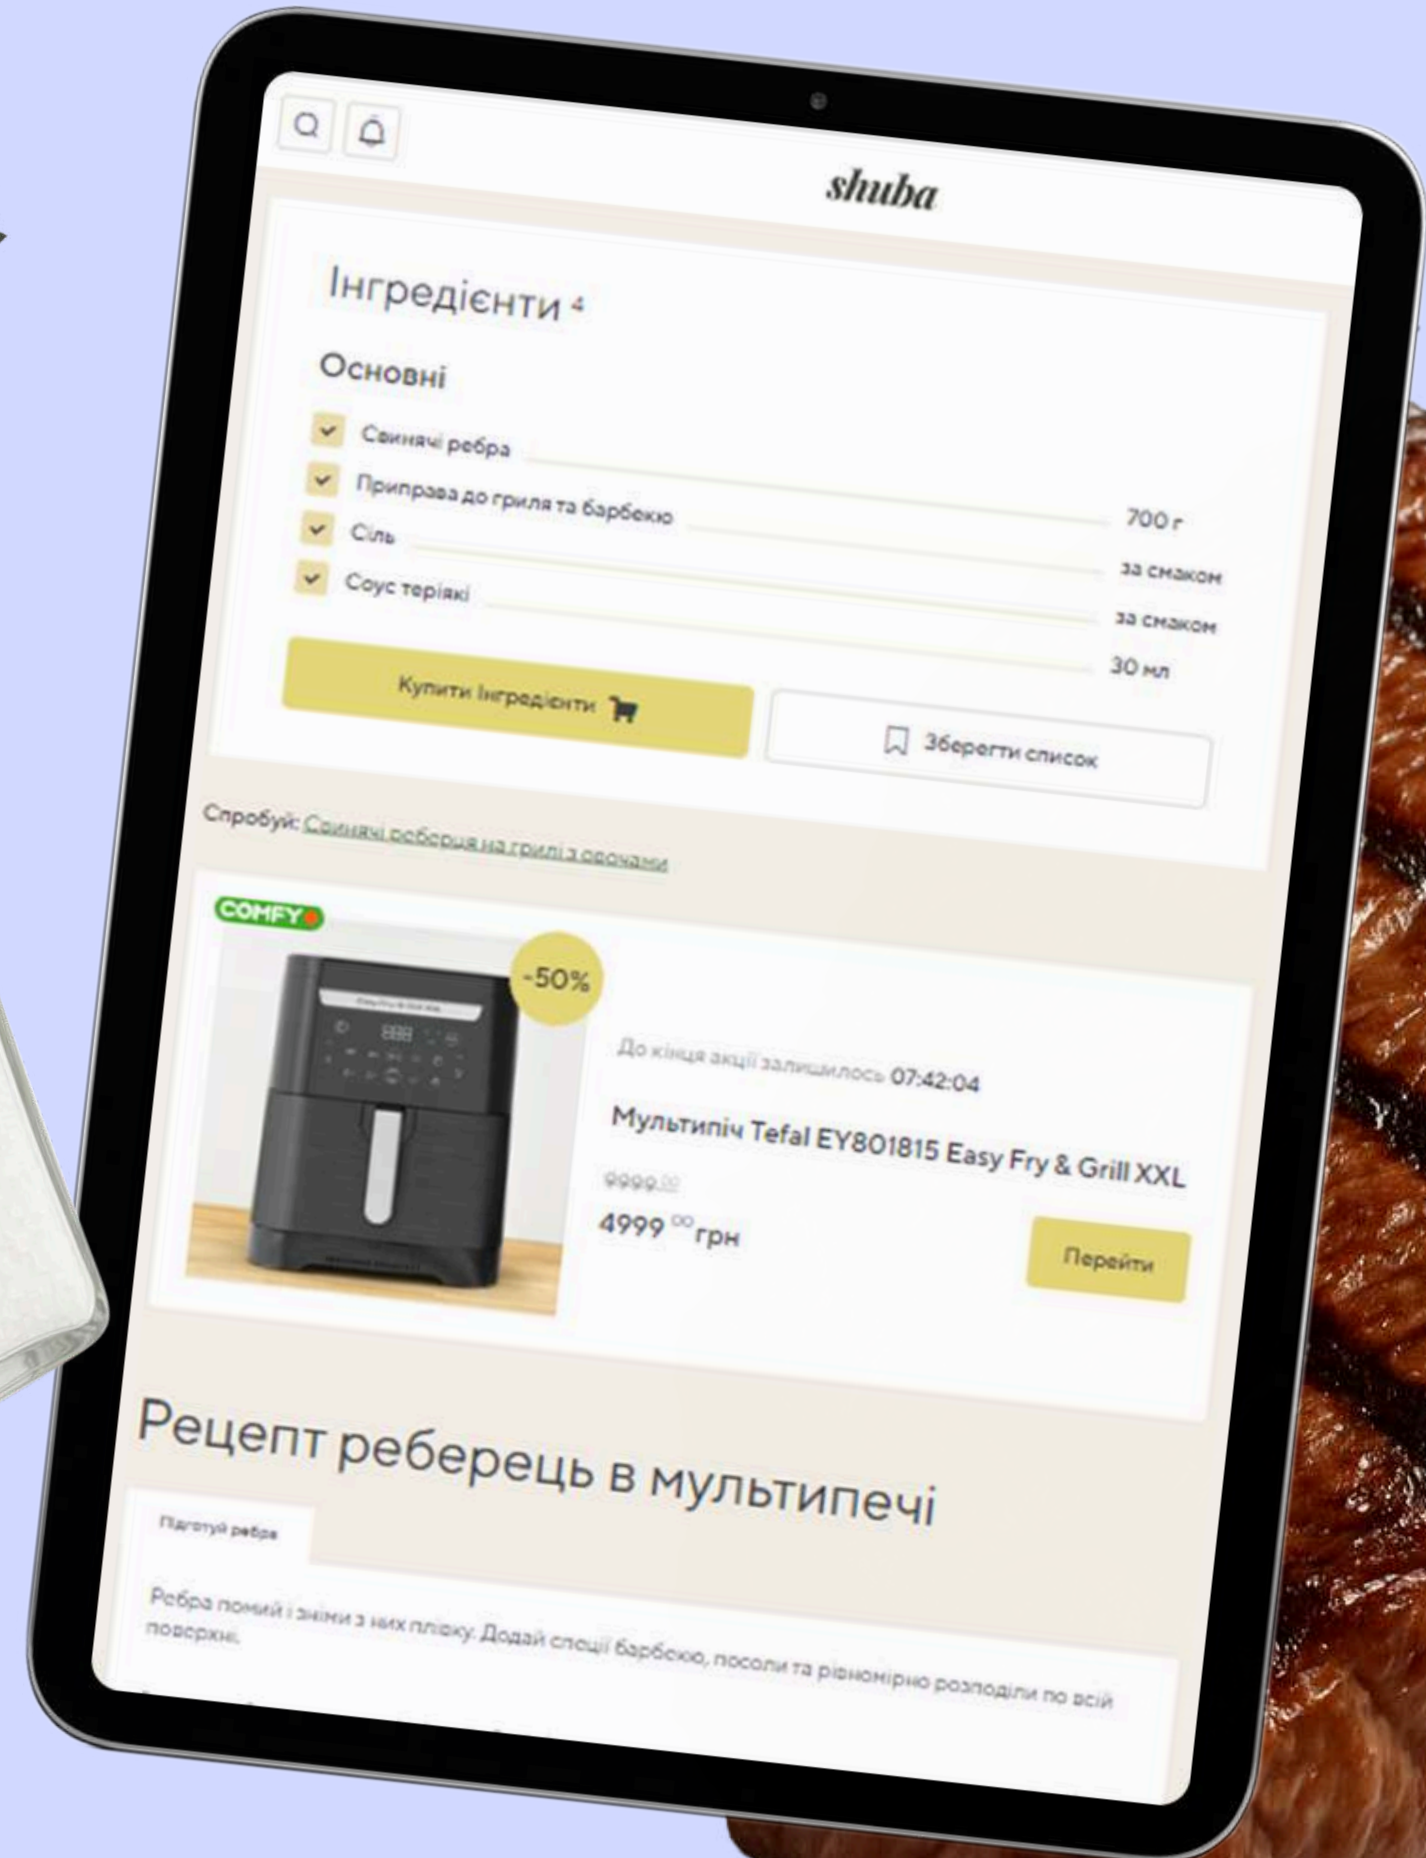 shuba
Інгредієнти 4
Основні
Свинячі ребра 700 г
Приправа до гриля та барбекю за смаком
Сіль за смаком
Соус теріякі 30 мл
Купити Інгредієнти
Зберегти список
Спробуй: Свинячі реберця на грилі з овочами
COMFY
-50%
До кінця акції залишилось 07:42:04
Мультипіч Tefal EY801815 Easy Fry & Grill XXL
9999 00
4999 00 грн
Перейти
Рецепт реберець в мультипечі
Підготуй ребра
Ребра помий і зніми з них плівку. Додай спеції барбекю, посоли та рівномірно розподіли по всій
поверхні.